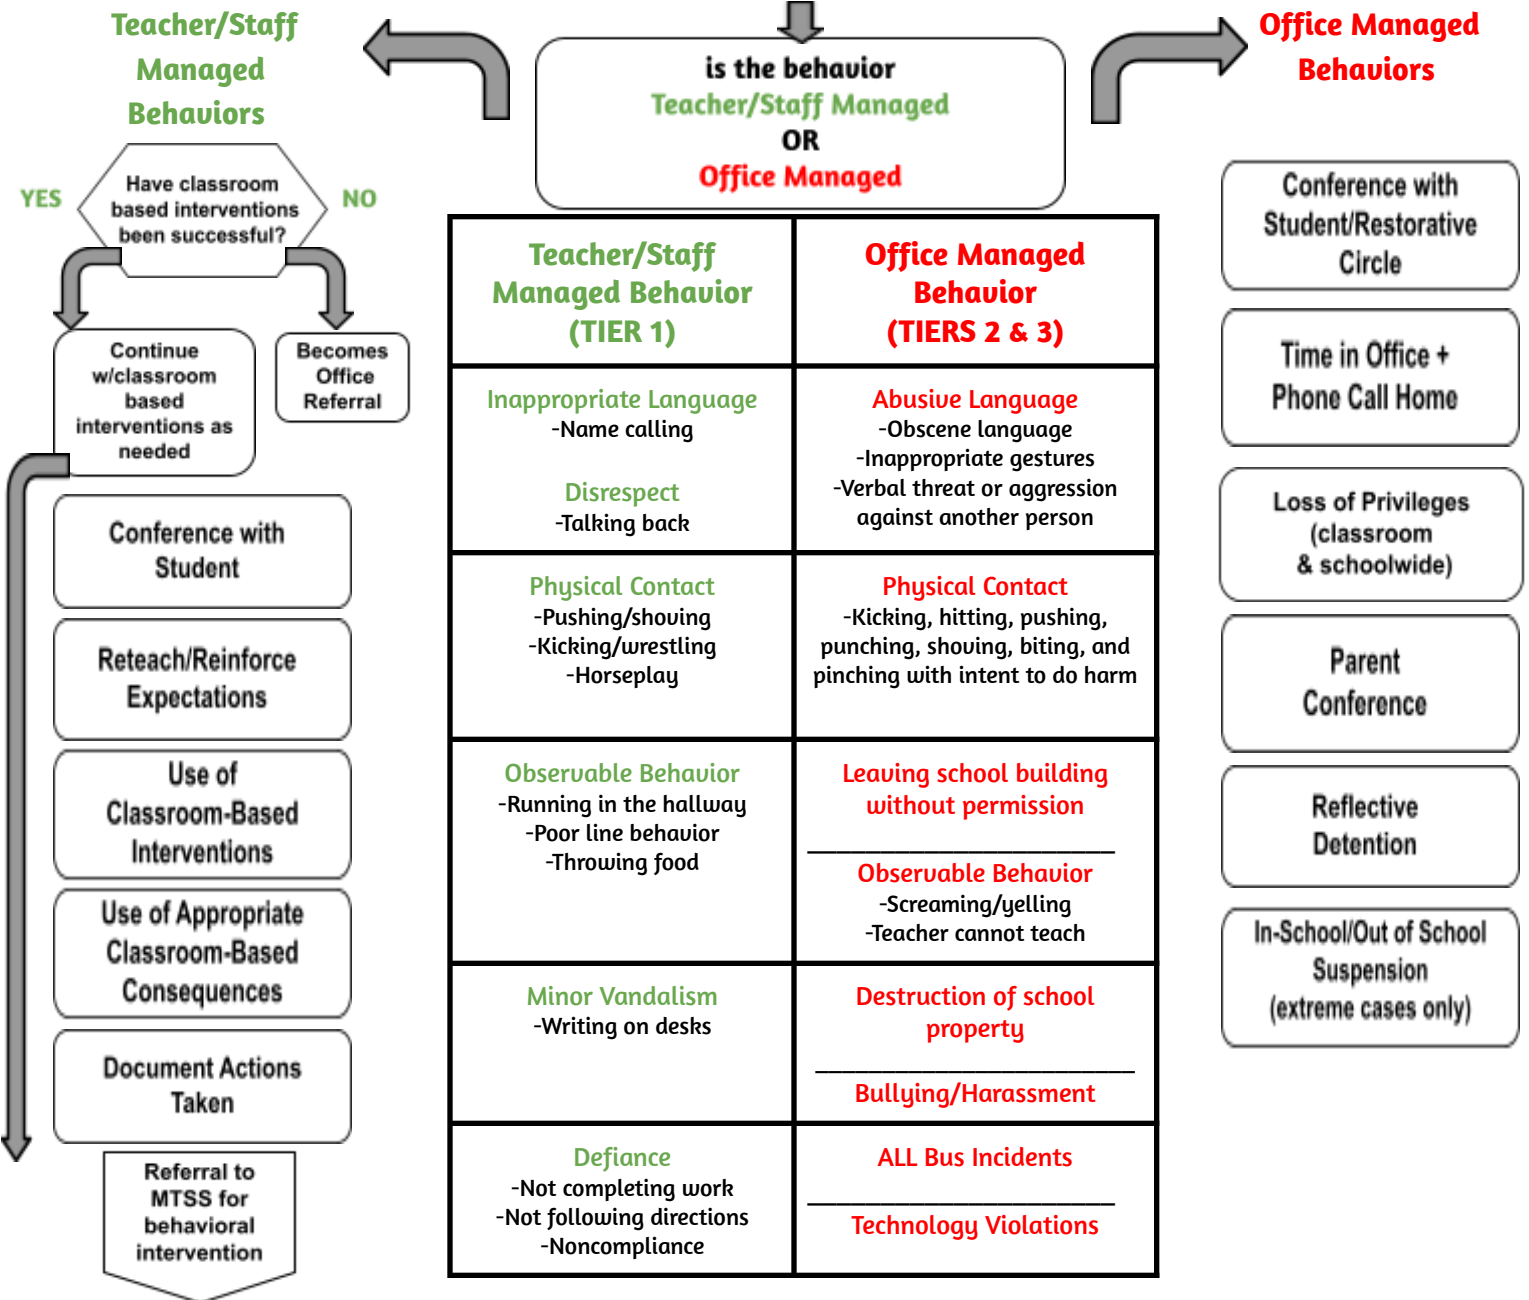 Teacher/Staff
Managed
Behaviors
is the behavior
Teacher/Staff Managed
OR
Office Managed
Office Managed
Behaviors
YES
Have classroom
based interventions
been successful?
NO
Continue
w/classroom
based
interventions as
needed
Becomes
Office
Referral
Conference with
Student
Reteach/Reinforce
Expectations
Use of
Classroom-Based
Interventions
Use of Appropriate
Classroom-Based
Consequences
Document Actions
Taken
Referral to
MTSS for
behavioral
intervention
Teacher/Staff
Managed Behavior
(TIER 1)
Office Managed
Behavior
(TIERS 2 & 3)
Inappropriate Language
-Name calling
Disrespect
-Talking back
Abusive Language
-Obscene language
-Inappropriate gestures
-Verbal threat or aggression
against another person
Physical Contact
-Pushing/shoving
-Kicking/wrestling
-Horseplay
Physical Contact
-Kicking, hitting, pushing,
punching, shoving, biting, and
pinching with intent to do harm
Observable Behavior
-Running in the hallway
-Poor line behavior
-Throwing food
Leaving school building
without permission
Observable Behavior
-Screaming/yelling
-Teacher cannot teach
Minor Vandalism
-Writing on desks
Destruction of school
property
Bullying/Harassment
Defiance
-Not completing work
-Not following directions
-Noncompliance
ALL Bus Incidents
Technology Violations
Conference with
Student/Restorative
Circle
Time in Office +
Phone Call Home
Loss of Privileges
(classroom
& schoolwide)
Parent
Conference
Reflective
Detention
In-School/Out of School
Suspension
(extreme cases only)